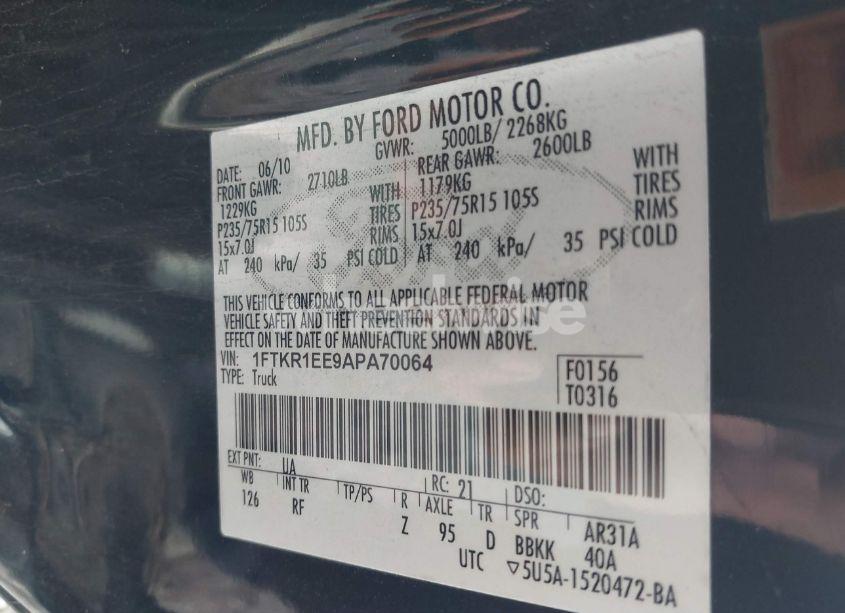 MFD. BY FORD MOTOR CO.
DATE: 06/10 GVWR: 5000LB/ 2268KG
FRONT GAWR: 2710LB REAR GAWR: 2600LB
1229KG WITH 1179KG WITH
P235/75R15 105S TIRES P235/75R15 105S TIRES
15x7.0J RIMS 15x7.0J RIMS
AT 240 kPa/ 35 PSI COLD AT 240 kPa/ 35 PSI COLD
THIS VEHICLE CONFORMS TO ALL APPLICABLE FEDERAL MOTOR
VEHICLE SAFETY AND THEFT PREVENTION STANDARDS IN
EFFECT ON THE DATE OF MANUFACTURE SHOWN ABOVE.
VIN: 1FTKR1EE9APA70064
TYPE: Truck
F0156
T0316
EXT PNT: UA RC: 21 DSO:
WB INT TR TP/PS R AXLE TR SPR AR31A
126 RF Z 95 D BBKK 40A
UTC ▽5U5A-1520472-BA